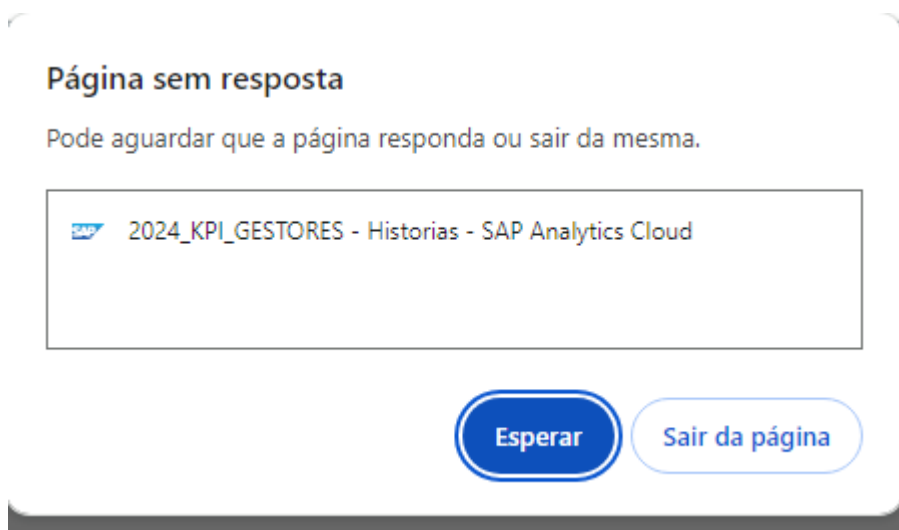 Página sem resposta
Pode aguardar que a página responda ou sair da mesma.
SAP 2024_KPI_GESTORES - Historias - SAP Analytics Cloud
Esperar
Sair da página